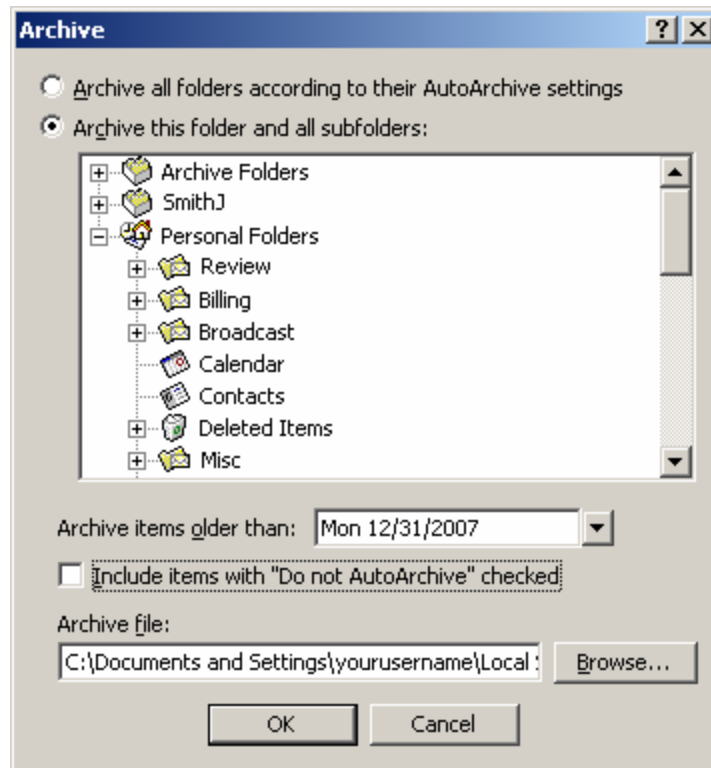 Archive
Archive all folders according to their AutoArchive settings
Archive this folder and all subfolders:
Archive Folders
SmithJ
Personal Folders
Review
Billing
Broadcast
Calendar
Contacts
Deleted Items
Misc
Archive items older than: Mon 12/31/2007
Include items with "Do not AutoArchive" checked
Archive file:
C:\Documents and Settings\yourusername\Local Browse...
OK Cancel